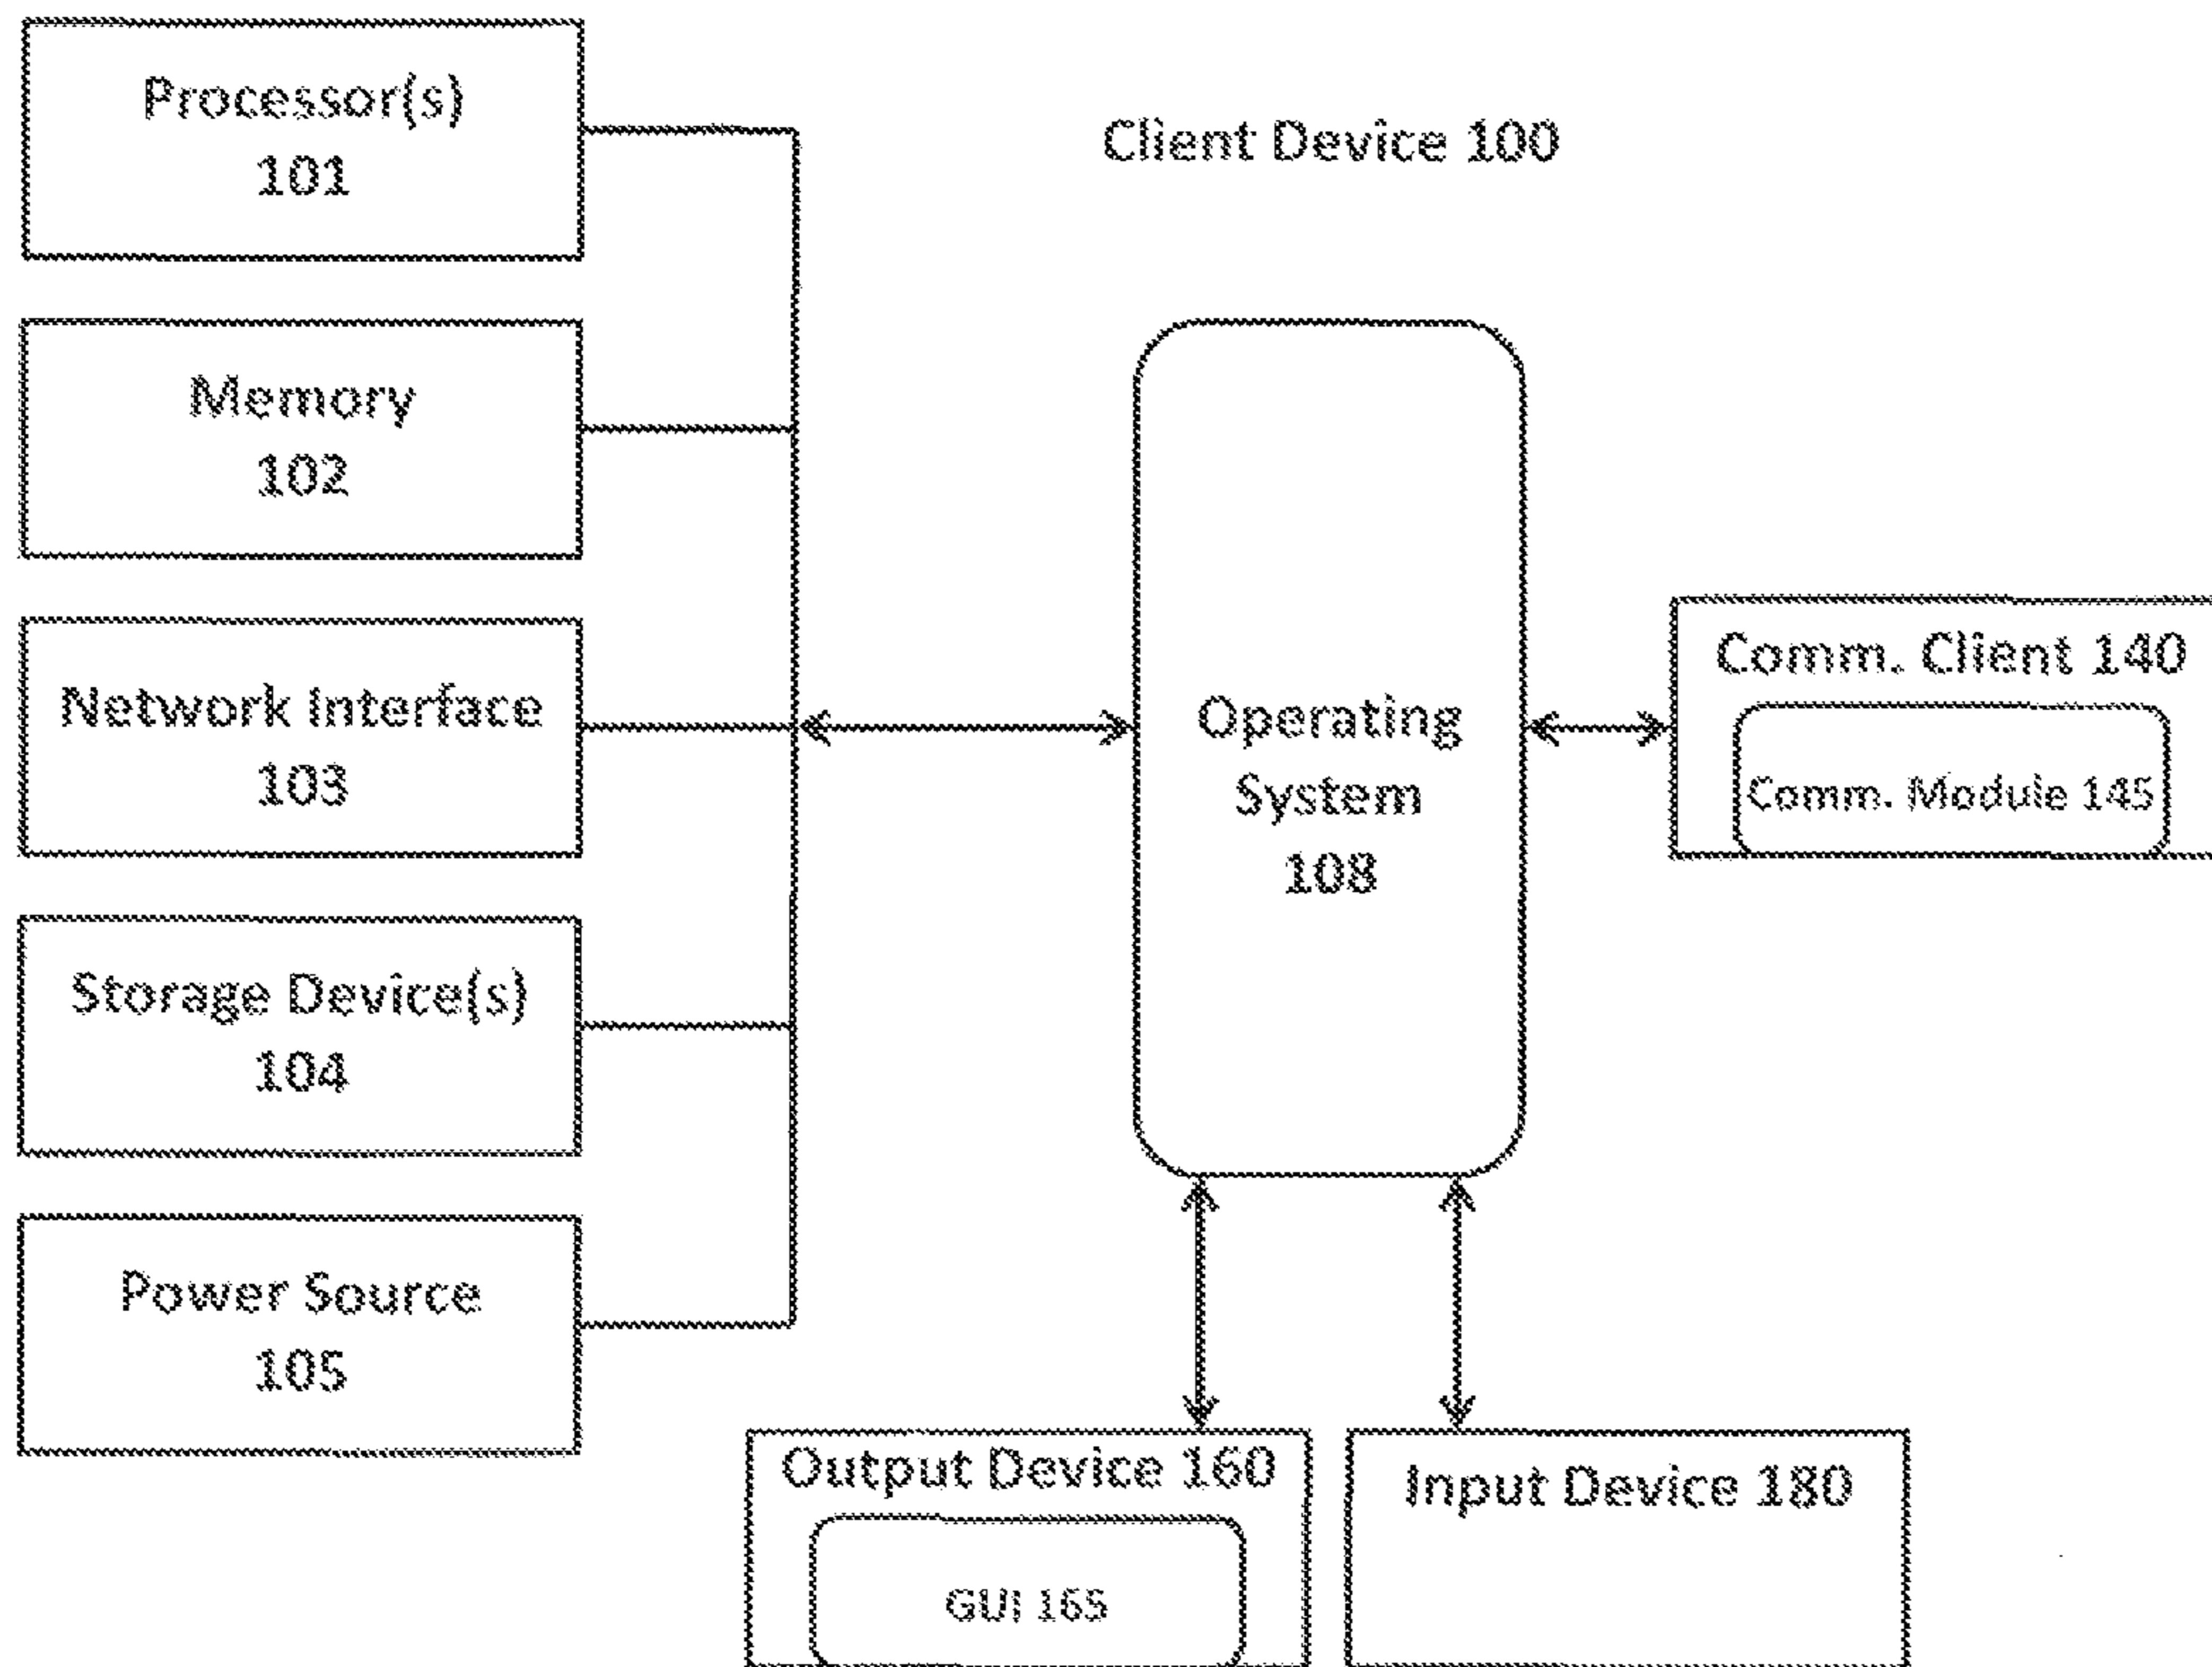 Processor(s)
101
Client Device 100
Memory
102
Network Interface
103
Operating
System
108
Comm. Client 140
Comm. Module 145
Storage Device(s)
104
Power Source
105
Output Device 160
GUI 165
Input Device 180